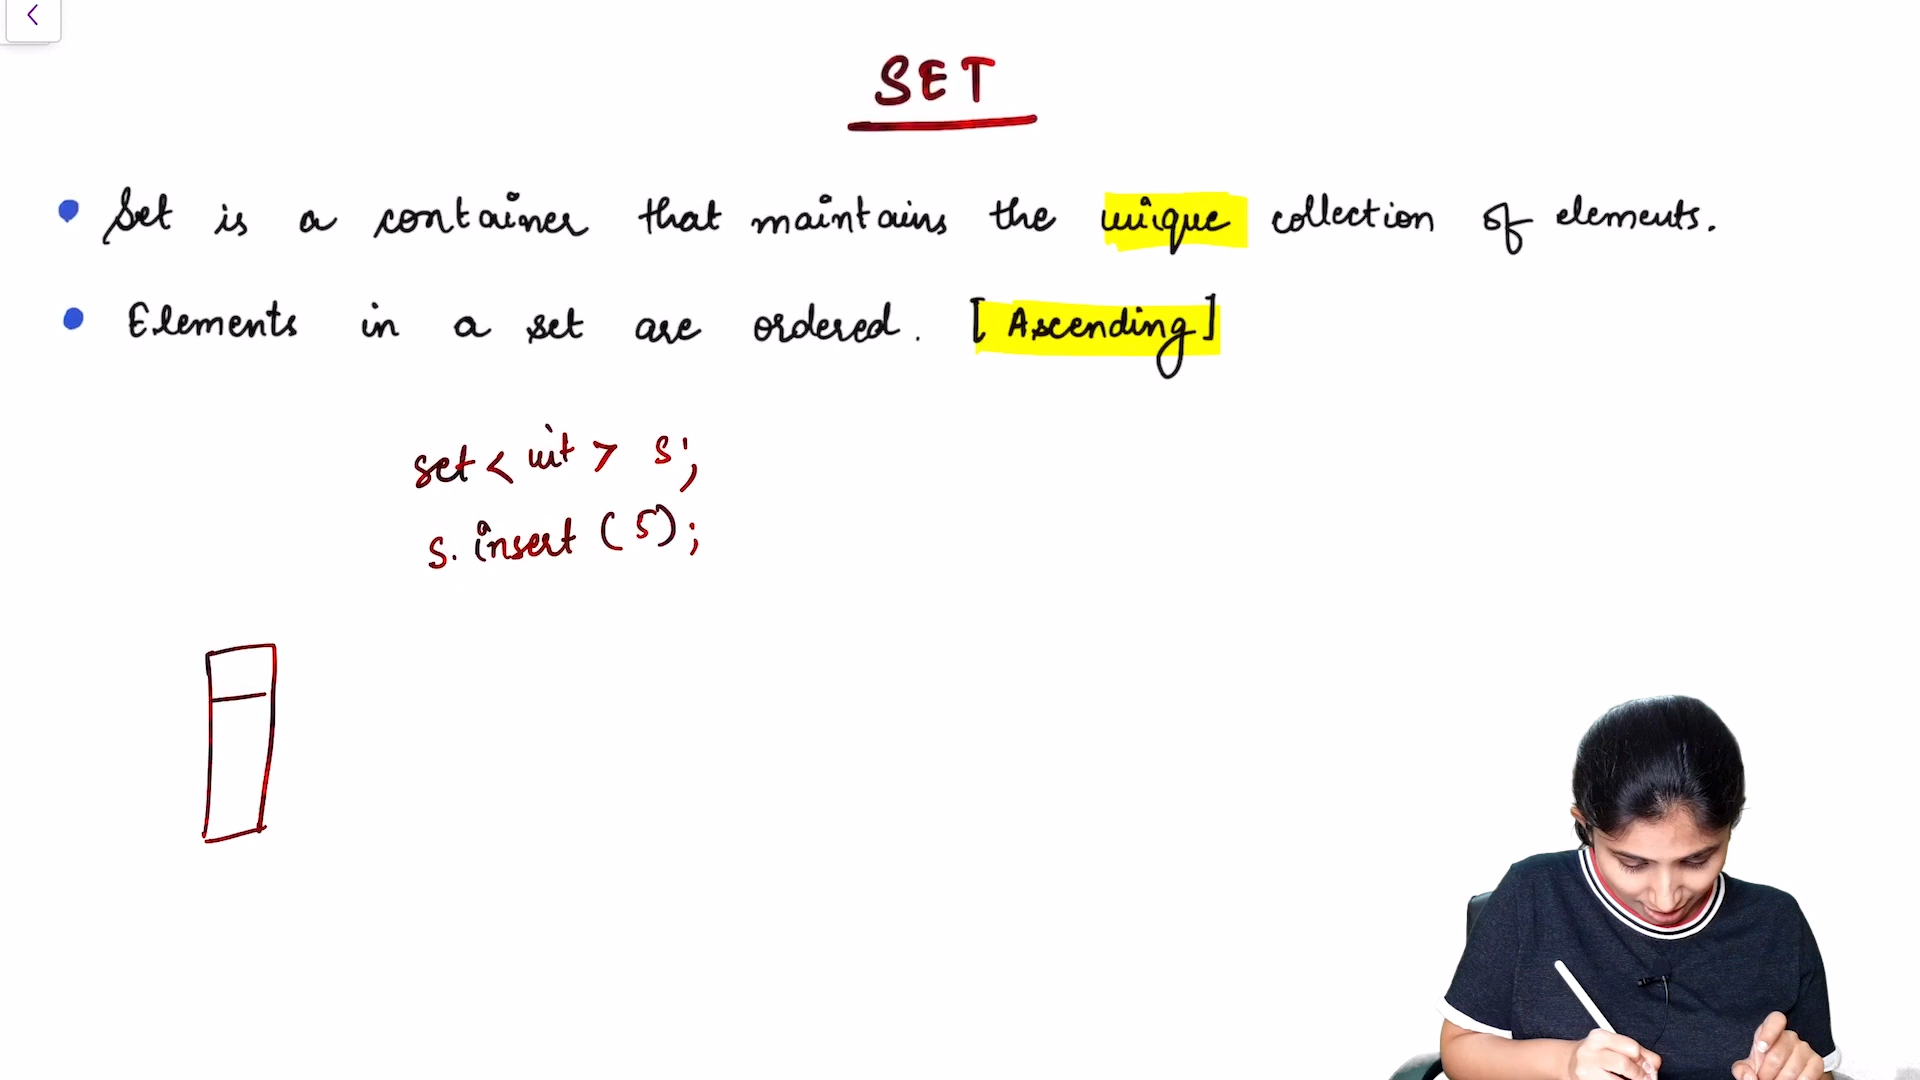 SET
Set is a container that maintains the unique collection of elements.
Elements in a set are ordered. [Ascending]
set < int > s;
s. insert (5);